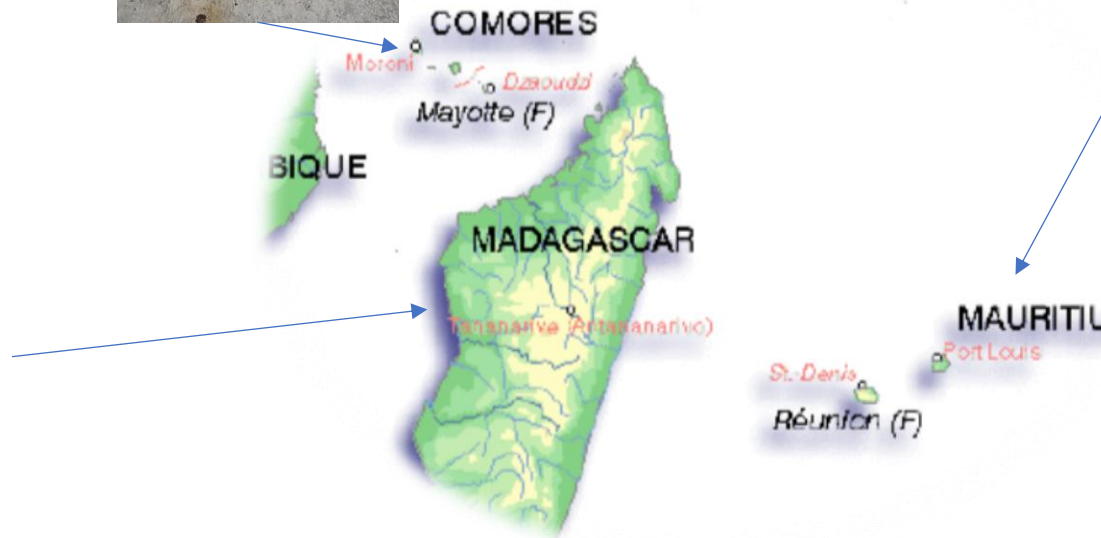 COMORES
Moroni
Dzaoudzi
Mayotte (F)
BIQUE
MADAGASCAR
Tananarive (Antananarivo)
MAURITIU
Port Louis
St.-Denis
Réunion (F)